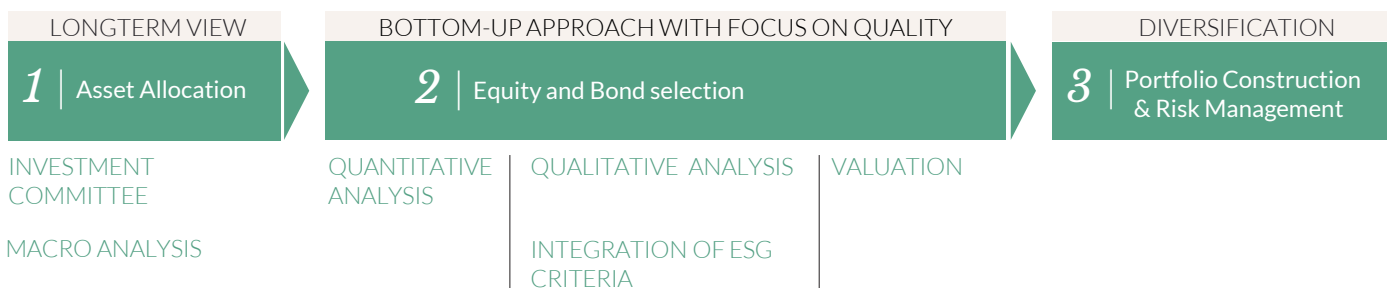 LONGTERM VIEW
1 Asset Allocation
INVESTMENT
COMMITTEE
MACRO ANALYSIS
BOTTOM-UP APPROACH WITH FOCUS ON QUALITY
2 Equity and Bond selection
QUANTITATIVE
ANALYSIS
QUALITATIVE ANALYSIS
INTEGRATION OF ESG
CRITERIA
VALUATION
DIVERSIFICATION
3 Portfolio Construction
& Risk Management